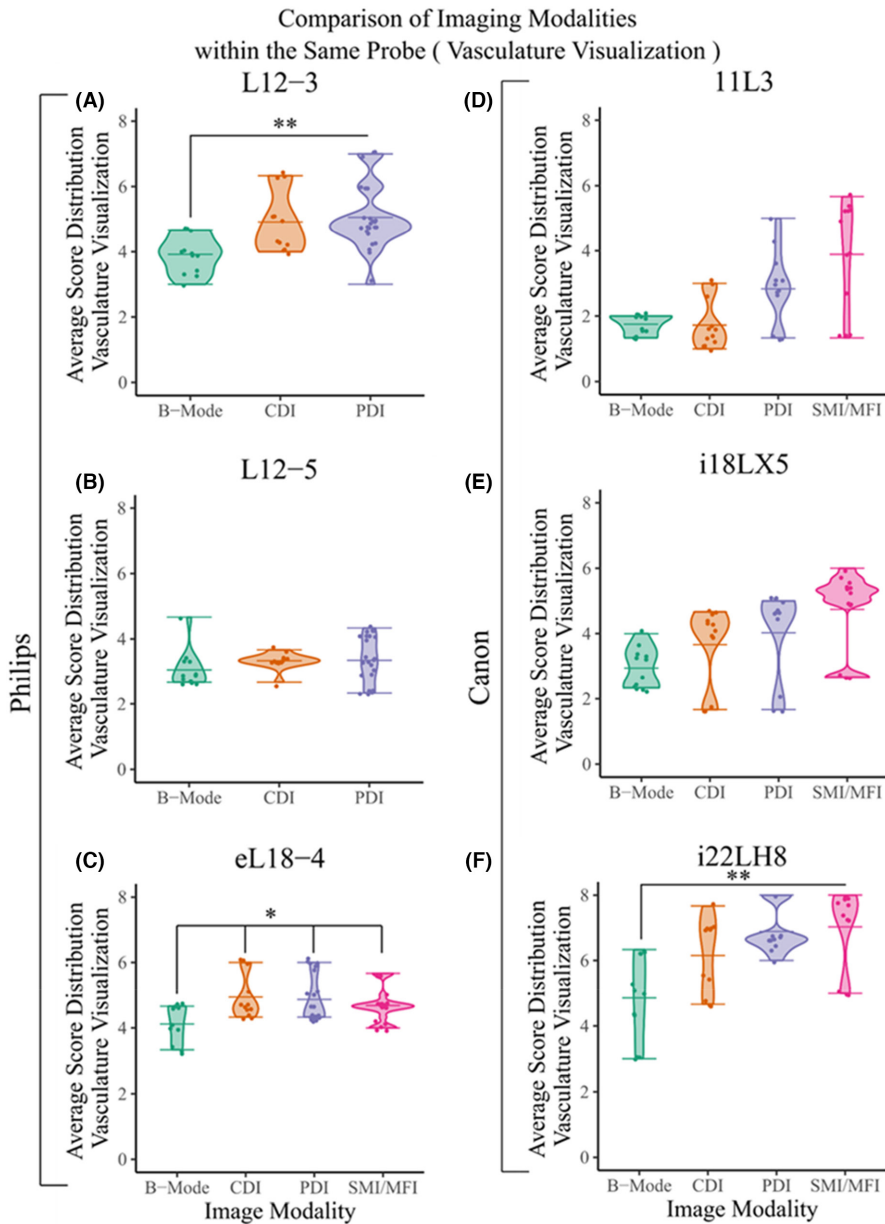 Comparison of Imaging Modalities
within the Same Probe ( Vasculature Visualization )
Philips
(A)
L12−3
Average Score Distribution
Vasculature Visualization
8
6
4
2
0
**
B−Mode CDI PDI
(B)
L12−5
Average Score Distribution
Vasculature Visualization
8
6
4
2
0
B−Mode CDI PDI
(C)
eL18−4
Average Score Distribution
Vasculature Visualization
8
6
4
2
0
*
B−Mode CDI PDI SMI/MFI
Image Modality
Canon
(D)
11L3
Average Score Distribution
Vasculature Visualization
8
6
4
2
0
B−Mode CDI PDI SMI/MFI
(E)
i18LX5
Average Score Distribution
Vasculature Visualization
8
6
4
2
0
B−Mode CDI PDI SMI/MFI
(F)
i22LH8
Average Score Distribution
Vasculature Visualization
8
6
4
2
0
**
B−Mode CDI PDI SMI/MFI
Image Modality